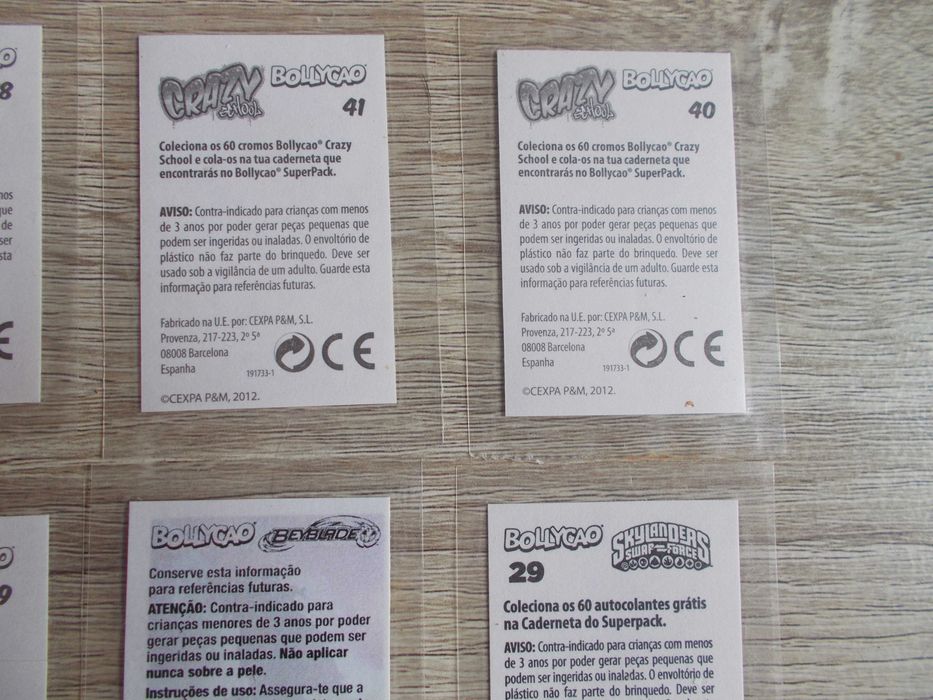 CRAZY SCHOOL BOLLYCAO
41
Coleciona os 60 cromos Bollycao® Crazy
School e cola-os na tua caderneta que
encontrarás no Bollycao® SuperPack.
AVISO: Contra-indicado para crianças com menos
de 3 anos por poder gerar peças pequenas que
podem ser ingeridas ou inaladas. O envoltório de
plástico não faz parte do brinquedo. Deve ser
usado sob a vigilância de um adulto. Guarde esta
informação para referências futuras.
Fabricado na U.E. por: CEXPA P&M, S.L.
Provenza, 217-223, 2º 5ª
08008 Barcelona
Espanha
191733-1
CE
©CEXPA P&M, 2012.
CRAZY SCHOOL BOLLYCAO
40
Coleciona os 60 cromos Bollycao® Crazy
School e cola-os na tua caderneta que
encontrarás no Bollycao® SuperPack.
AVISO: Contra-indicado para crianças com menos
de 3 anos por poder gerar peças pequenas que
podem ser ingeridas ou inaladas. O envoltório de
plástico não faz parte do brinquedo. Deve ser
usado sob a vigilância de um adulto. Guarde esta
informação para referências futuras.
Fabricado na U.E. por: CEXPA P&M, S.L.
Provenza, 217-223, 2º 5ª
08008 Barcelona
Espanha
191733-1
CE
©CEXPA P&M, 2012.
BOLLYCAO BEYBLADE
Conserve esta informação
para referências futuras.
ATENÇÃO: Contra-indicado para
crianças menores de 3 anos por poder
gerar peças pequenas que podem ser
ingeridas ou inaladas. Não aplicar
nunca sobre a pele.
Instruções de uso: Assegura-te que a
BOLLYCAO SKYLANDERS
SWAP FORCE
29
Coleciona os 60 autocolantes grátis
na Caderneta do Superpack.
AVISO: Contra-indicado para crianças com menos
de 3 anos por poder gerar peças pequenas que
podem ser ingeridas ou inaladas. O envoltório de
plástico não faz parte do brinquedo. Deve ser